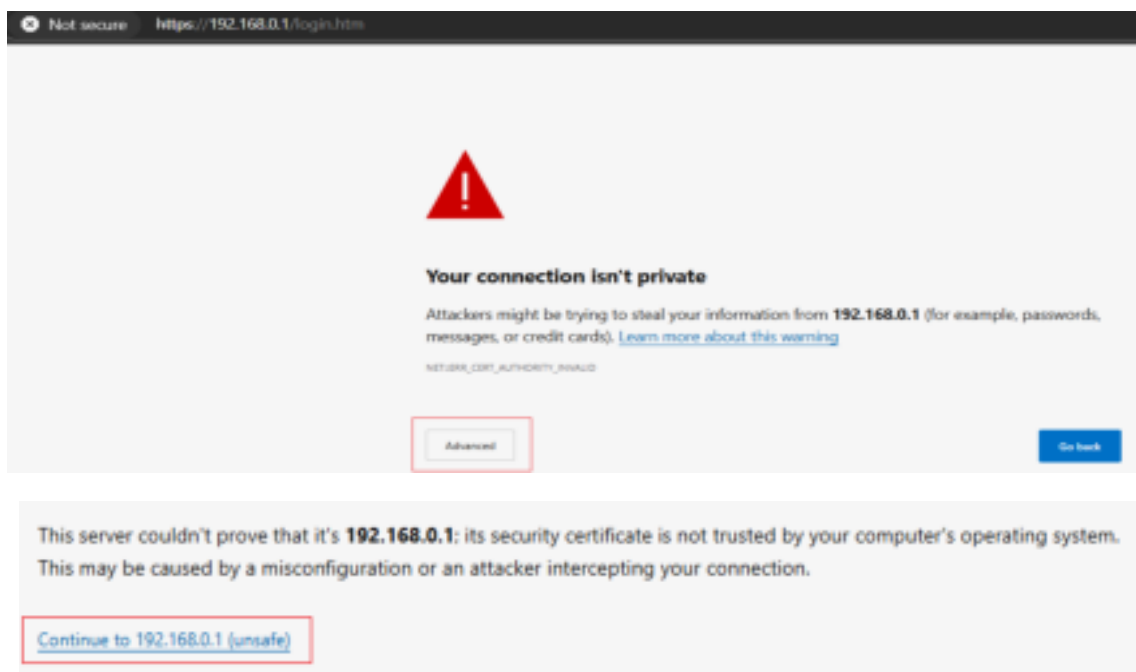 Not secure https://192.168.0.1/login.htm
!
Your connection isn't private
Attackers might be trying to steal your information from 192.168.0.1 (for example, passwords,
messages, or credit cards). Learn more about this warning
NET::ERR_CERT_AUTHORITY_INVALID
Advanced Go back
This server couldn't prove that it's 192.168.0.1; its security certificate is not trusted by your computer's operating system.
This may be caused by a misconfiguration or an attacker intercepting your connection.
Continue to 192.168.0.1 (unsafe)